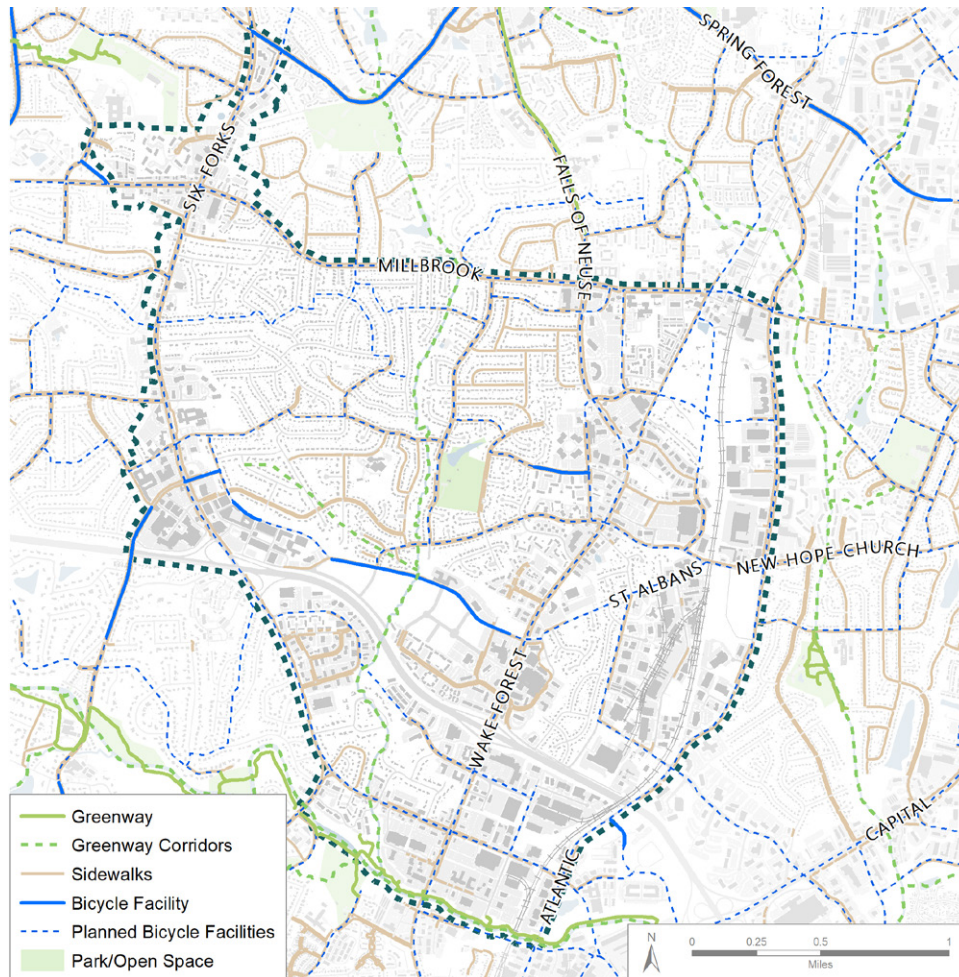 SPRING FOREST
SIX FORKS
FALLS OF NEUSE
MILLBROOK
NEW HOPE CHURCH
ST ALBANS
WAKE FOREST
CAPITAL
ATLANTIC
Greenway
Greenway Corridors
Sidewalks
Bicycle Facility
Planned Bicycle Facilities
Park/Open Space
N
0 0.25 0.5 1
Miles